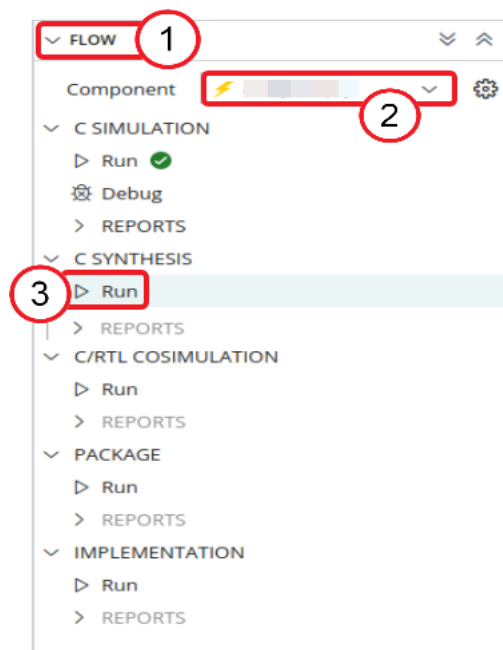 FLOW 1
Component
2
C SIMULATION
Run
Debug
REPORTS
C SYNTHESIS
3 Run
REPORTS
C/RTL COSIMULATION
Run
REPORTS
PACKAGE
Run
REPORTS
IMPLEMENTATION
Run
REPORTS